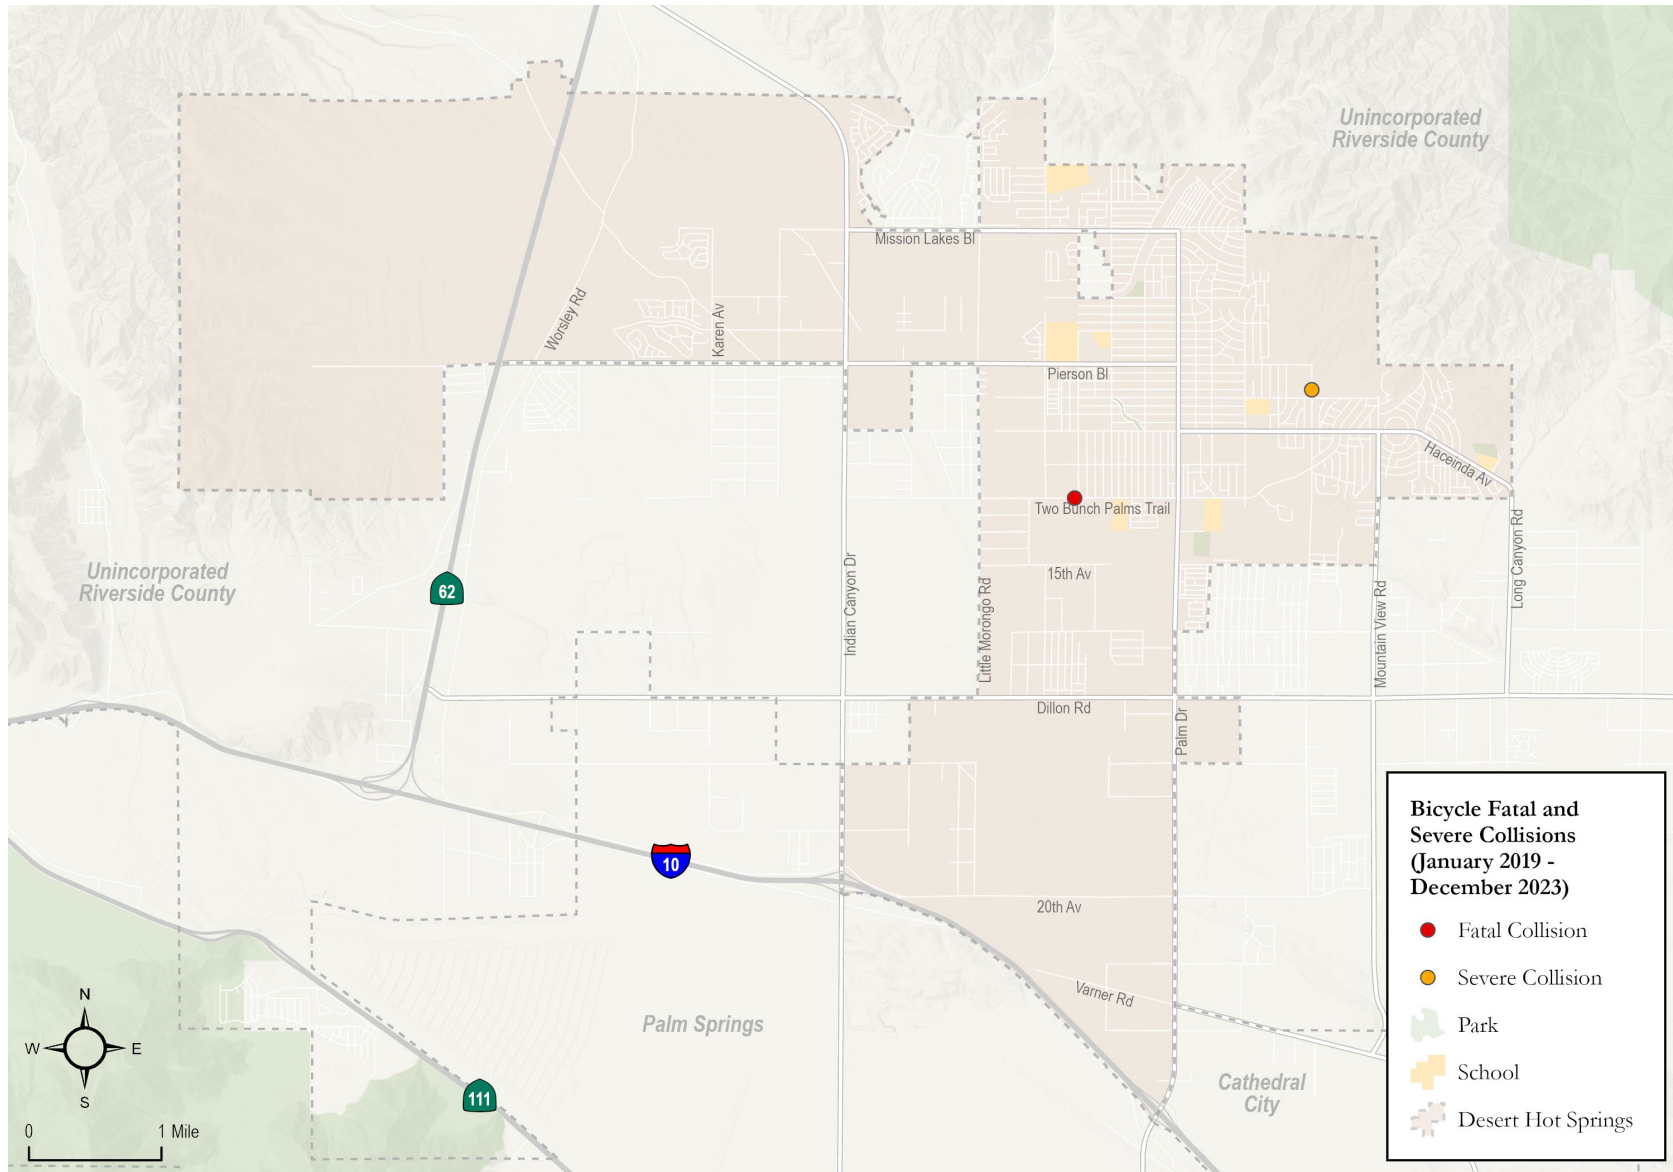 Unincorporated
Riverside County
Mission Lakes Bl
Worsley Rd
Karen Av
Pierson Bl
Haceinda Av
Two Bunch Palms Trail
Unincorporated
Riverside County
62
Indian Canyon Dr
Little Morongo Rd
15th Av
Mountain View Rd
Long Canyon Rd
Dillon Rd
Palm Dr
10
20th Av
Varner Rd
Palm Springs
Cathedral
City
111
N
W
E
S
0
1 Mile
Bicycle Fatal and
Severe Collisions
(January 2019 -
December 2023)
Fatal Collision
Severe Collision
Park
School
Desert Hot Springs